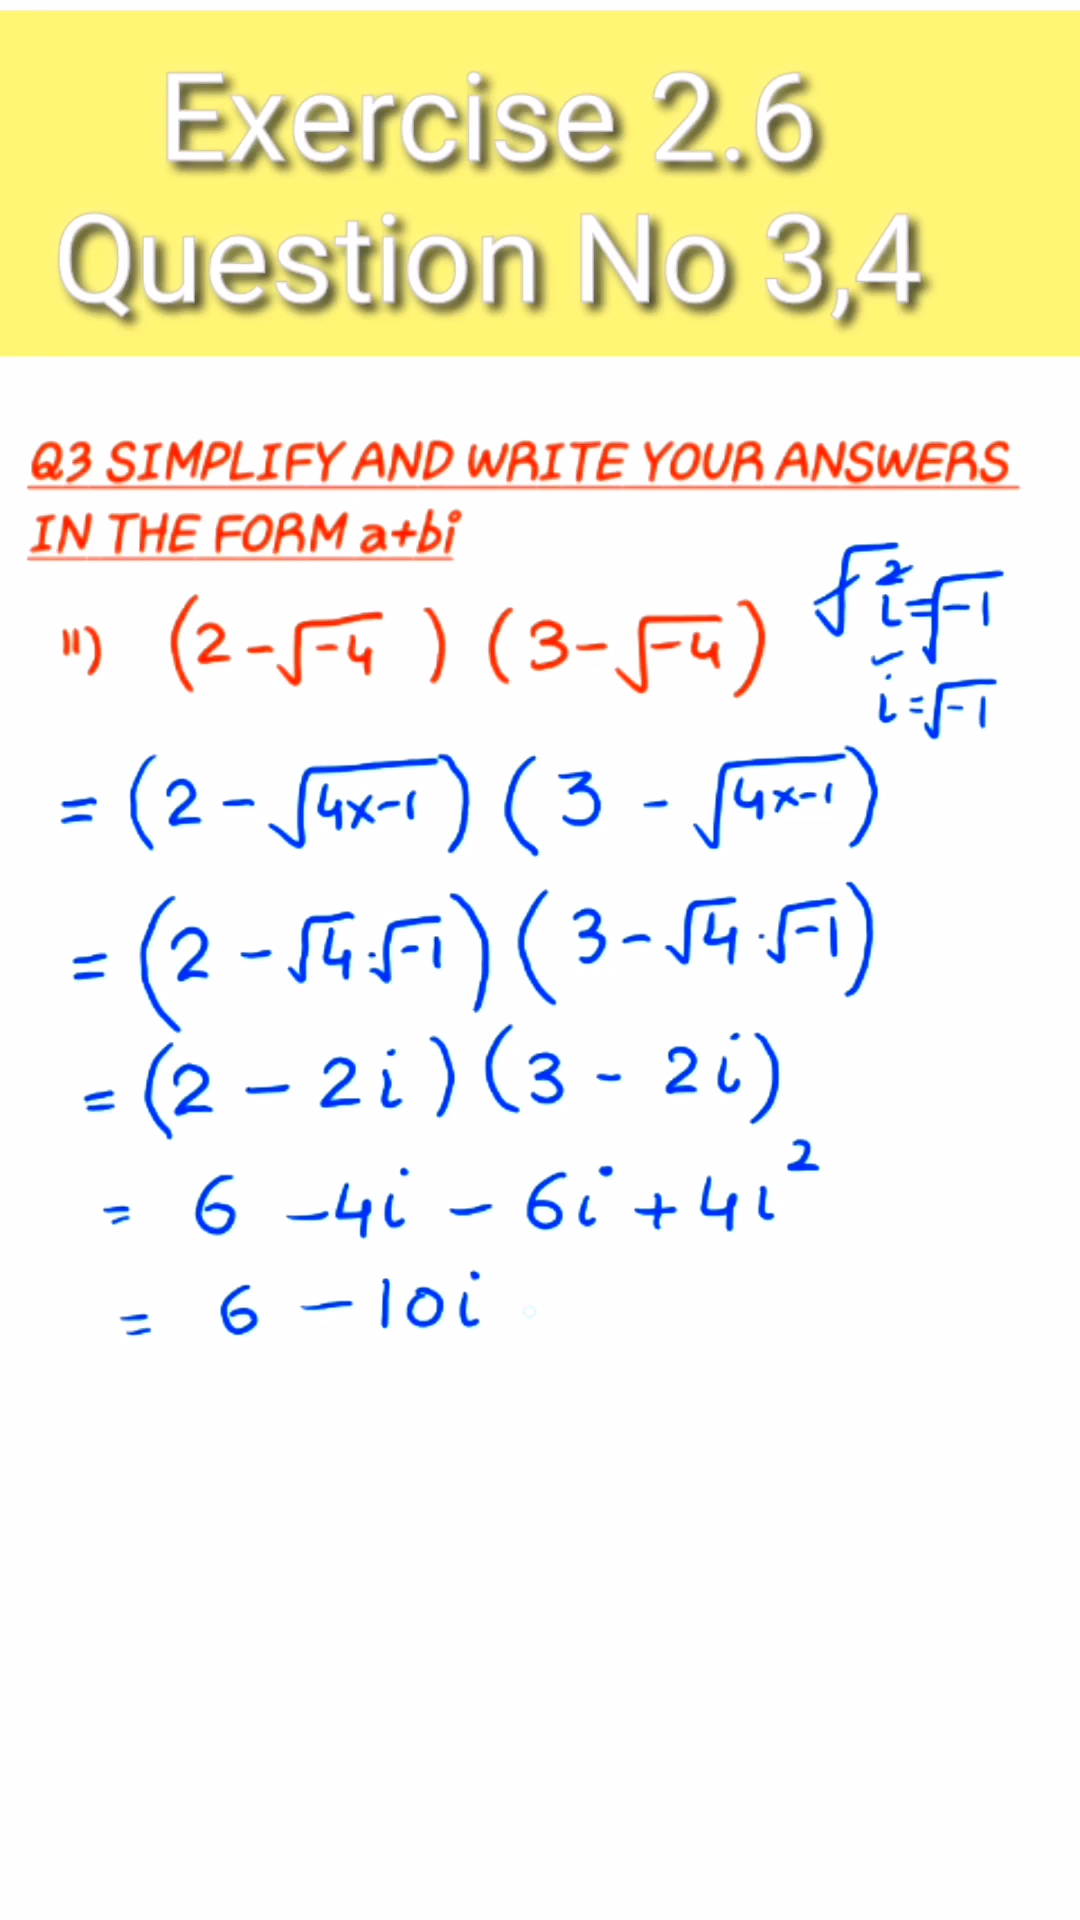 Exercise 2.6
Question No 3,4
Q3 SIMPLIFY AND WRITE YOUR ANSWERS
IN THE FORM a+bi
√i² = √-1
i = √-1
ii) (2 - √-4) (3 - √-4)
= (2 - √4x-1) (3 - √4x-1)
= (2 - √4.√-1) (3 - √4.√-1)
= (2 - 2i) (3 - 2i)
= 6 - 4i - 6i + 4i²
= 6 - 10i